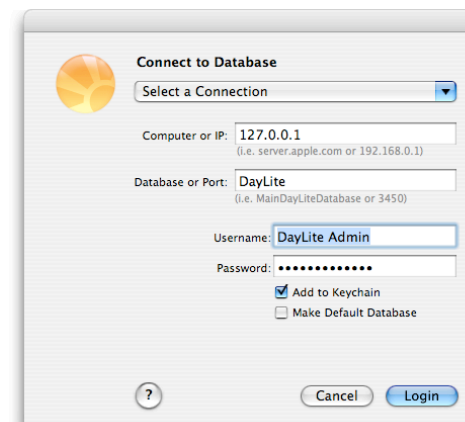 Connect to Database
Select a Connection
Computer or IP: 127.0.0.1
(i.e. server.apple.com or 192.168.0.1)
Database or Port: DayLite
(i.e. MainDayLiteDatabase or 3450)
Username: DayLite Admin
Password: •••••••••••••
Add to Keychain
Make Default Database
? Cancel Login